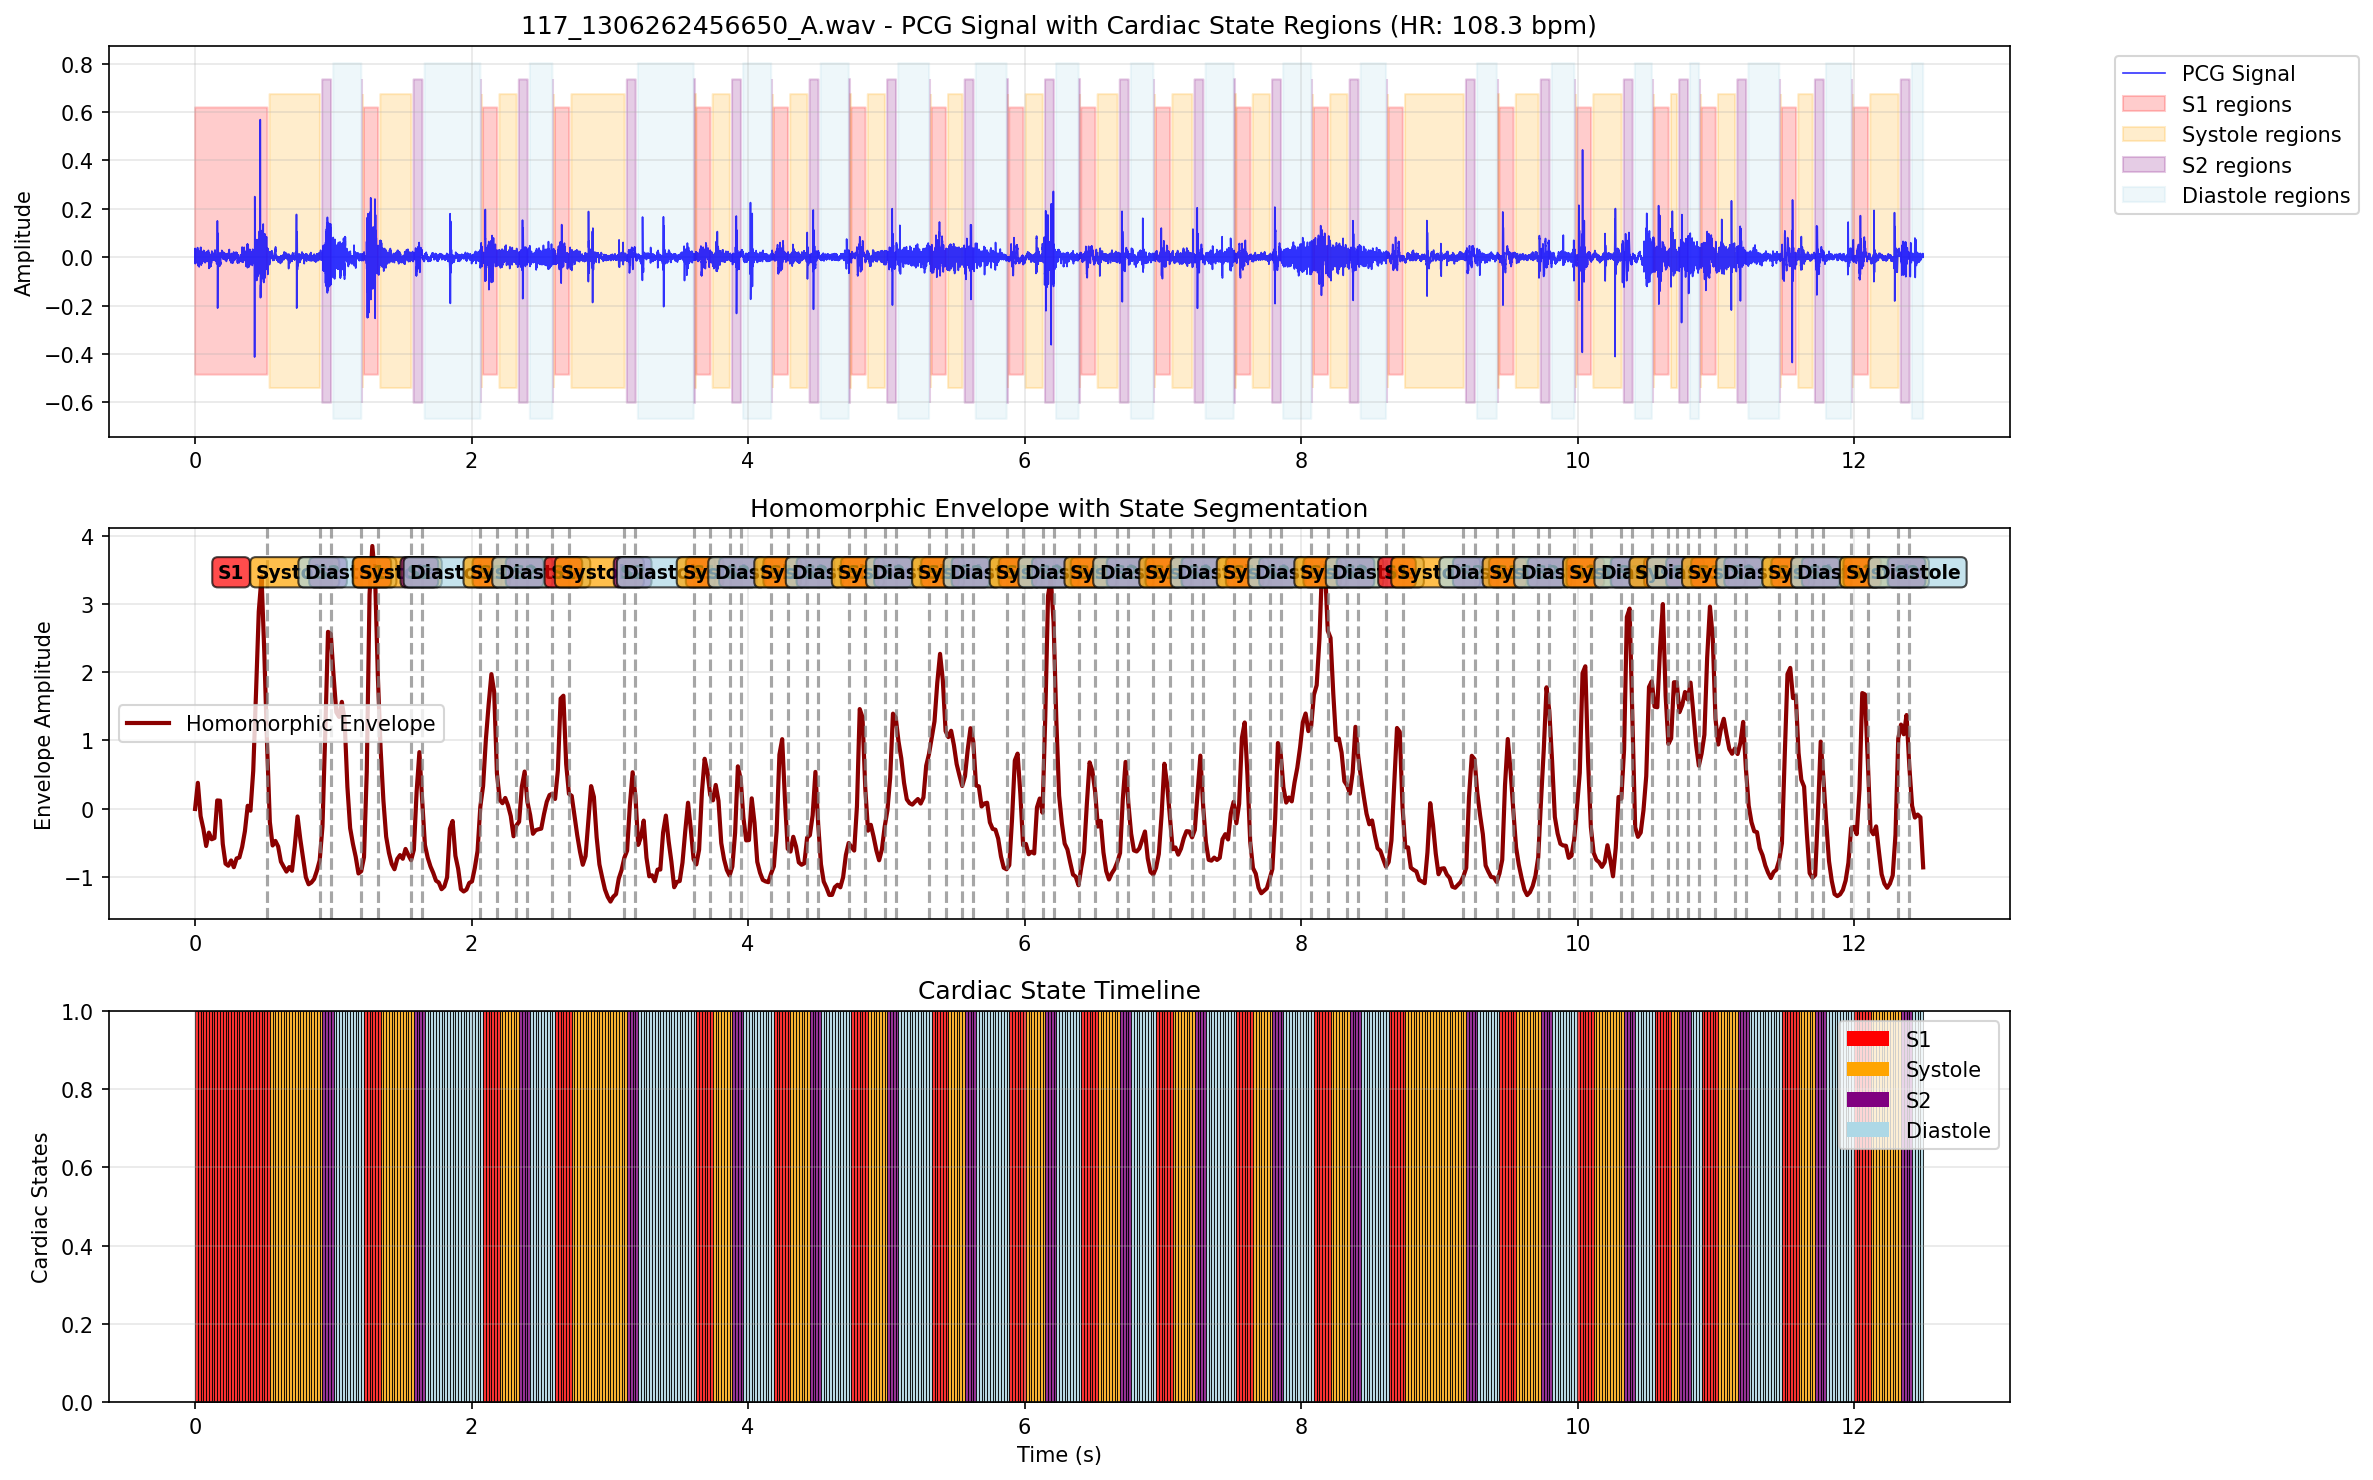 117_1306262456650_A.wav - PCG Signal with Cardiac State Regions (HR: 108.3 bpm)
Amplitude
0.8
0.6
0.4
0.2
0.0
−0.2
−0.4
−0.6
0 2 4 6 8 10 12
PCG Signal
S1 regions
Systole regions
S2 regions
Diastole regions
Homomorphic Envelope with State Segmentation
Envelope Amplitude
4
3
2
1
0
−1
S1
Diastole
Homomorphic Envelope
0 2 4 6 8 10 12
Cardiac State Timeline
Cardiac States
1.0
0.8
0.6
0.4
0.2
0.0
S1
Systole
S2
Diastole
0 2 4 6 8 10 12
Time (s)